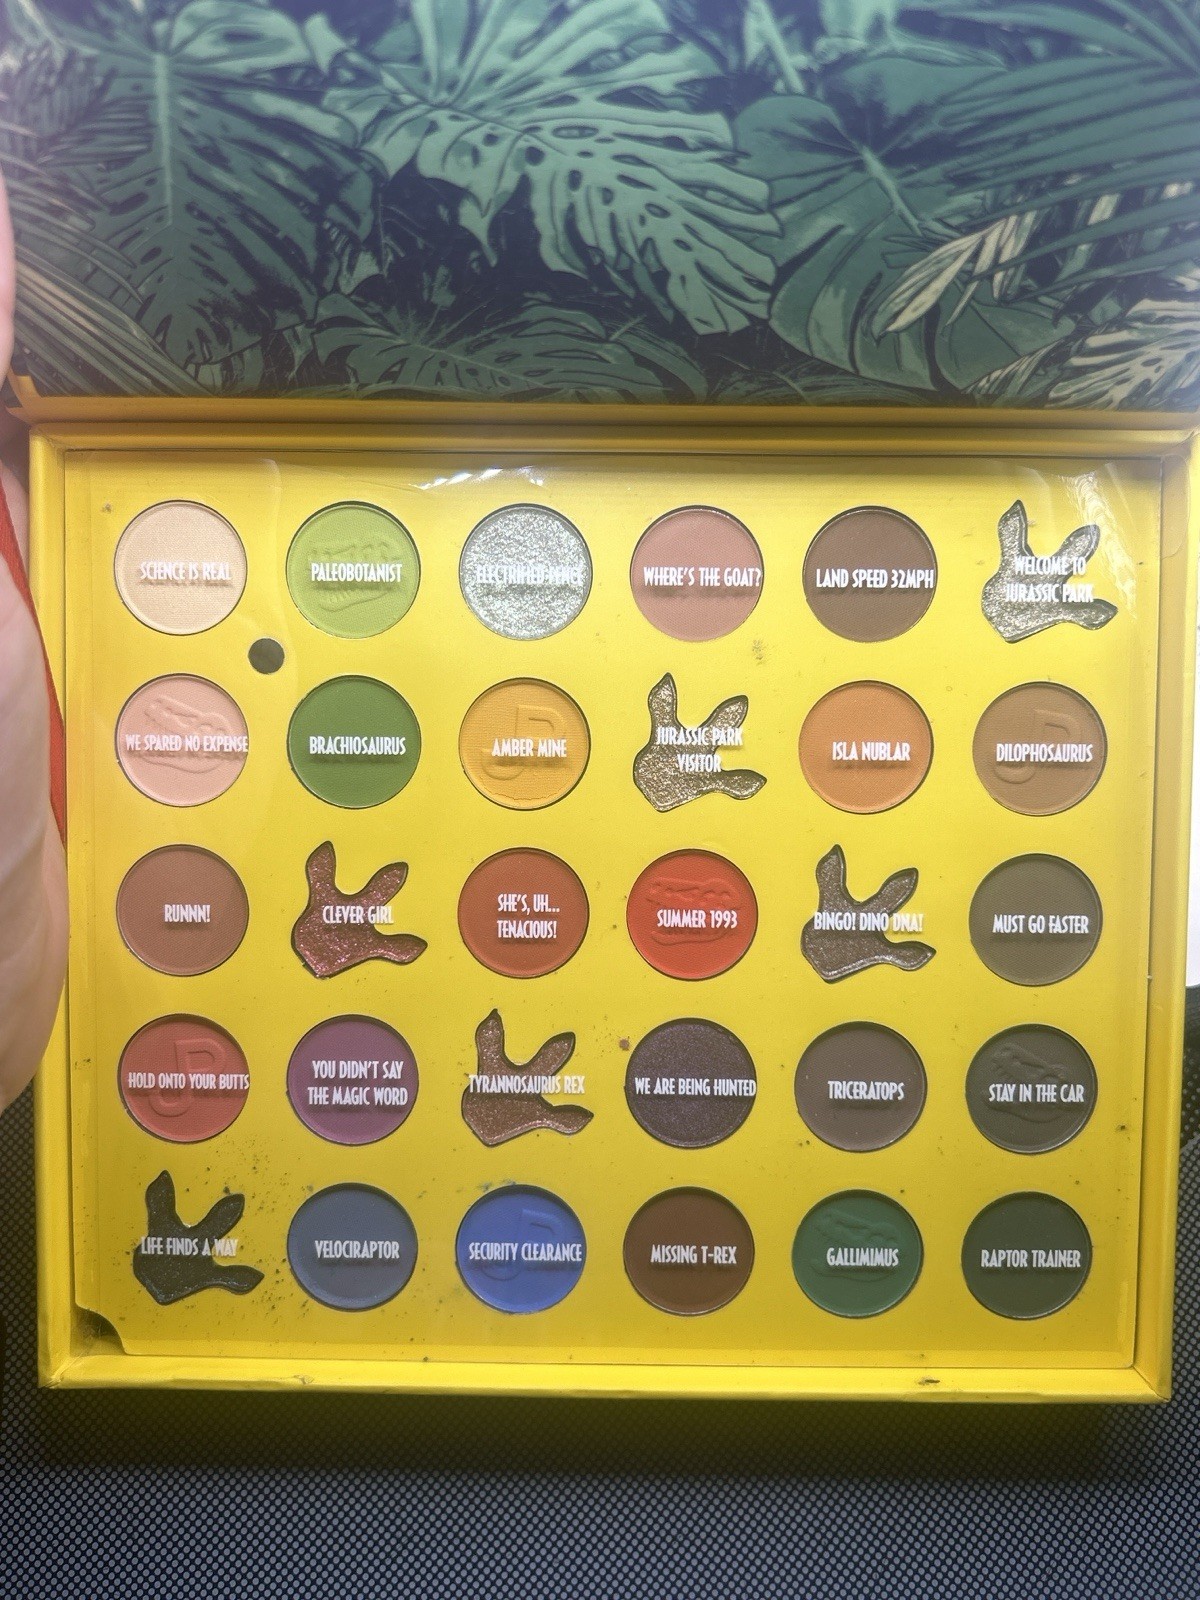 SCIENCE IS REAL
PALEOBOTANIST
ELECTRIFIED FENCE
WHERE'S THE GOAT?
LAND SPEED 32MPH
WELCOME TO
JURASSIC PARK
WE SPARED NO EXPENSE
BRACHIOSAURUS
AMBER MINE
JURASSIC PARK
VISITOR
ISLA NUBLAR
DILOPHOSAURUS
RUNNN!
CLEVER GIRL
SHE'S, UH...
TENACIOUS!
SUMMER 1993
BINGO! DINO DNA!
MUST GO FASTER
HOLD ONTO YOUR BUTTS
YOU DIDN'T SAY
THE MAGIC WORD
TYRANNOSAURUS REX
WE ARE BEING HUNTED
TRICERATOPS
STAY IN THE CAR
LIFE FINDS A WAY
VELOCIRAPTOR
SECURITY CLEARANCE
MISSING T-REX
GALLIMIMUS
RAPTOR TRAINER